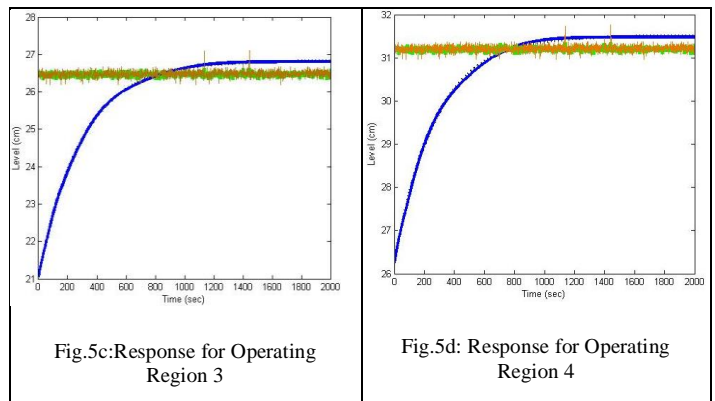 28
27
26
25
24
23
22
21
Level (cm)
0 200 400 600 800 1000 1200 1400 1600 1800 2000
Time (sec)
Fig.5c:Response for Operating
Region 3
32
31
30
29
28
27
26
Level (cm)
0 200 400 600 800 1000 1200 1400 1600 1800 2000
Time (sec)
Fig.5d: Response for Operating
Region 4